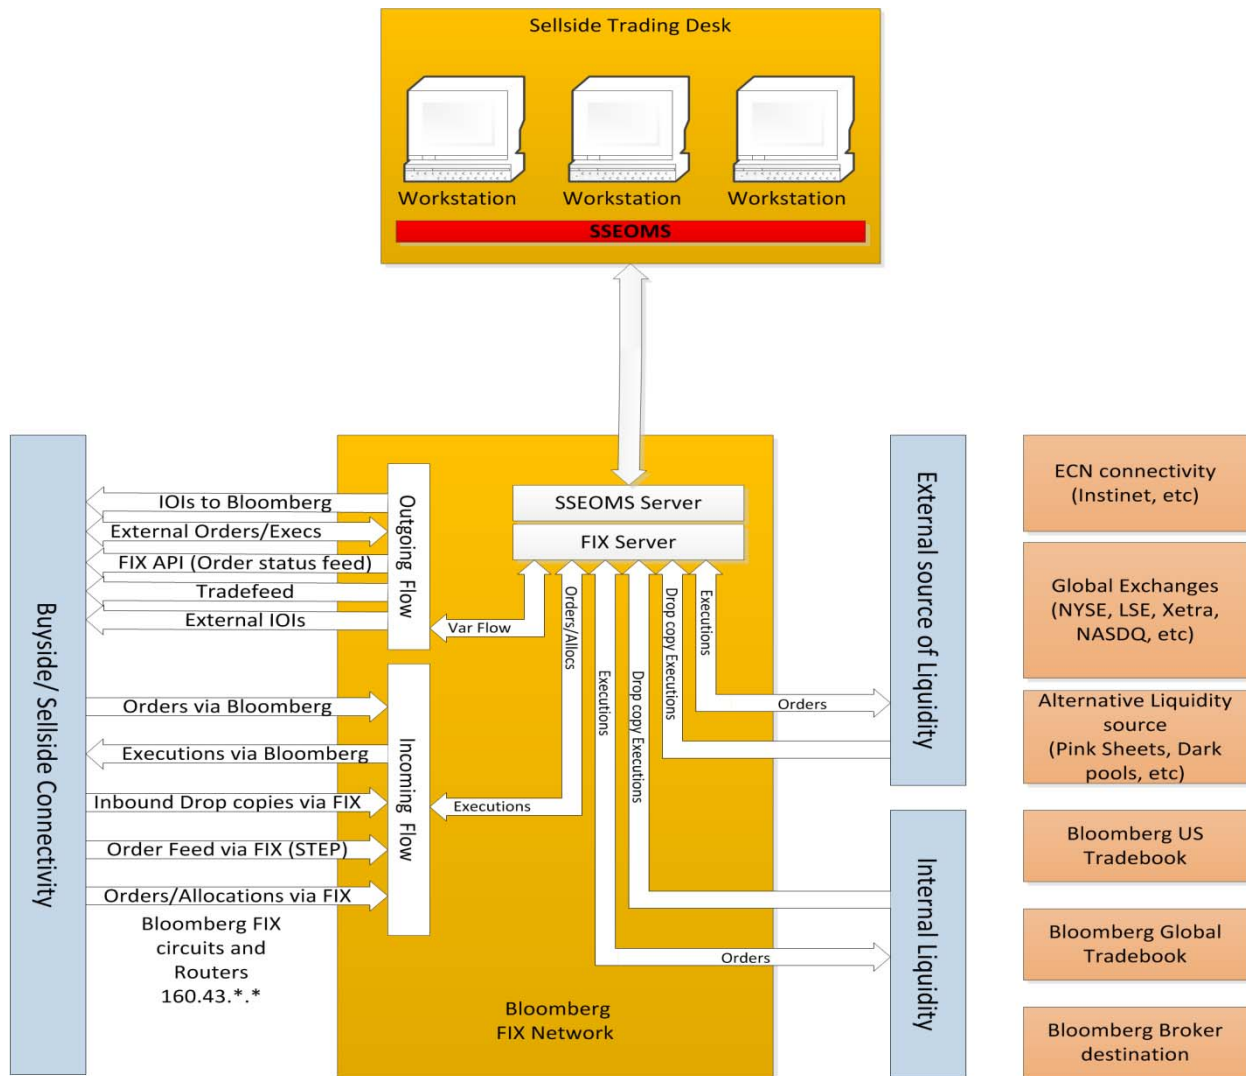 Sellside Trading Desk
Workstation
Workstation
Workstation
SSEOMS
Buyside/ Sellside Connectivity
IOIs to Bloomberg
External Orders/Execs
FIX API (Order status feed)
Tradefeed
External IOIs
Orders via Bloomberg
Executions via Bloomberg
Inbound Drop copies via FIX
Order Feed via FIX (STEP)
Orders/Allocations via FIX
Bloomberg FIX
circuits and
Routers
160.43.*.*
Outgoing Flow
Incoming Flow
SSEOMS Server
FIX Server
Var Flow
Orders/Allocs
Executions
Executions
Drop copy Executions
Drop copy Executions
Executions
Orders
Orders
Bloomberg
FIX Network
External source of Liquidity
Internal Liquidity
ECN connectivity
(Instinet, etc)
Global Exchanges
(NYSE, LSE, Xetra,
NASDQ, etc)
Alternative Liquidity
source
(Pink Sheets, Dark
pools, etc)
Bloomberg US
Tradebook
Bloomberg Global
Tradebook
Bloomberg Broker
destination